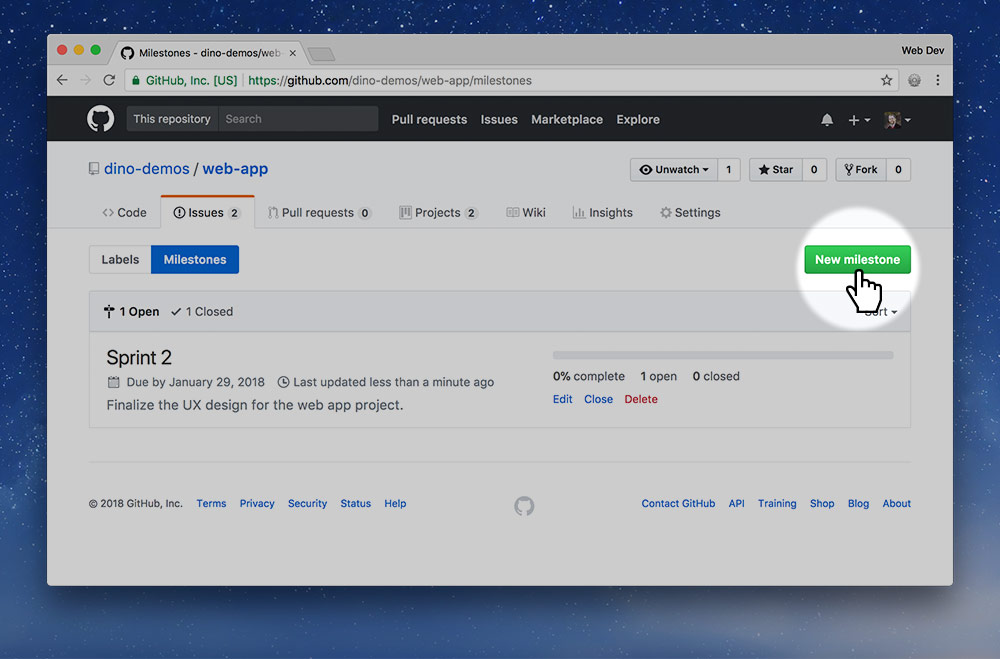 Milestones - dino-demos/web-
Web Dev
GitHub, Inc. [US] https://github.com/dino-demos/web-app/milestones
This repository Search Pull requests Issues Marketplace Explore
dino-demos / web-app Unwatch 1 Star 0 Fork 0
Code Issues 2 Pull requests 0 Projects 2 Wiki Insights Settings
Labels Milestones New milestone
1 Open 1 Closed
Sprint 2
Due by January 29, 2018 Last updated less than a minute ago
Finalize the UX design for the web app project.
0% complete 1 open 0 closed
Edit Close Delete
© 2018 GitHub, Inc. Terms Privacy Security Status Help Contact GitHub API Training Shop Blog About